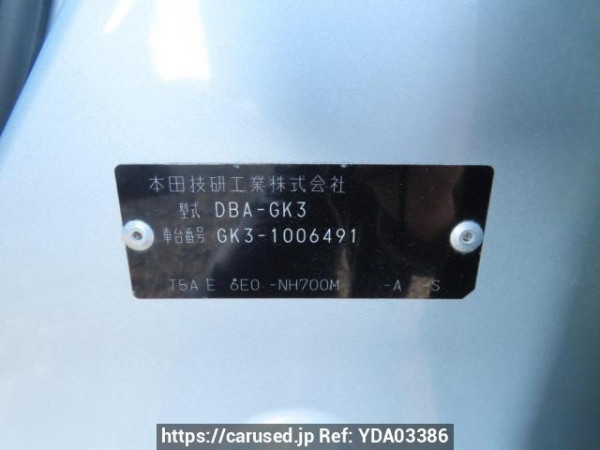 本田技研工業株式会社
型式 DBA-GK3
車台番号 GK3-1006491
T5A E 6E0 -NH700M- -A -S
https://carused.jp Ref: YDA03386